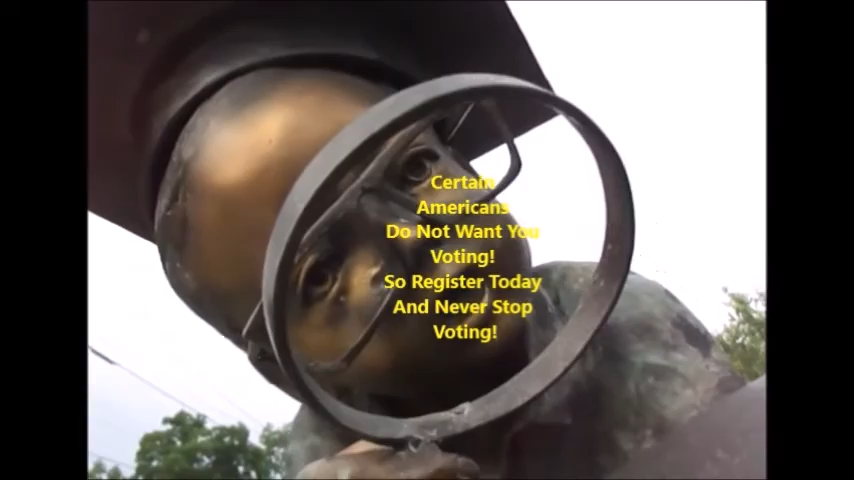 Certain
Americans
Do Not Want You
Voting!
So Register Today
And Never Stop
Voting!